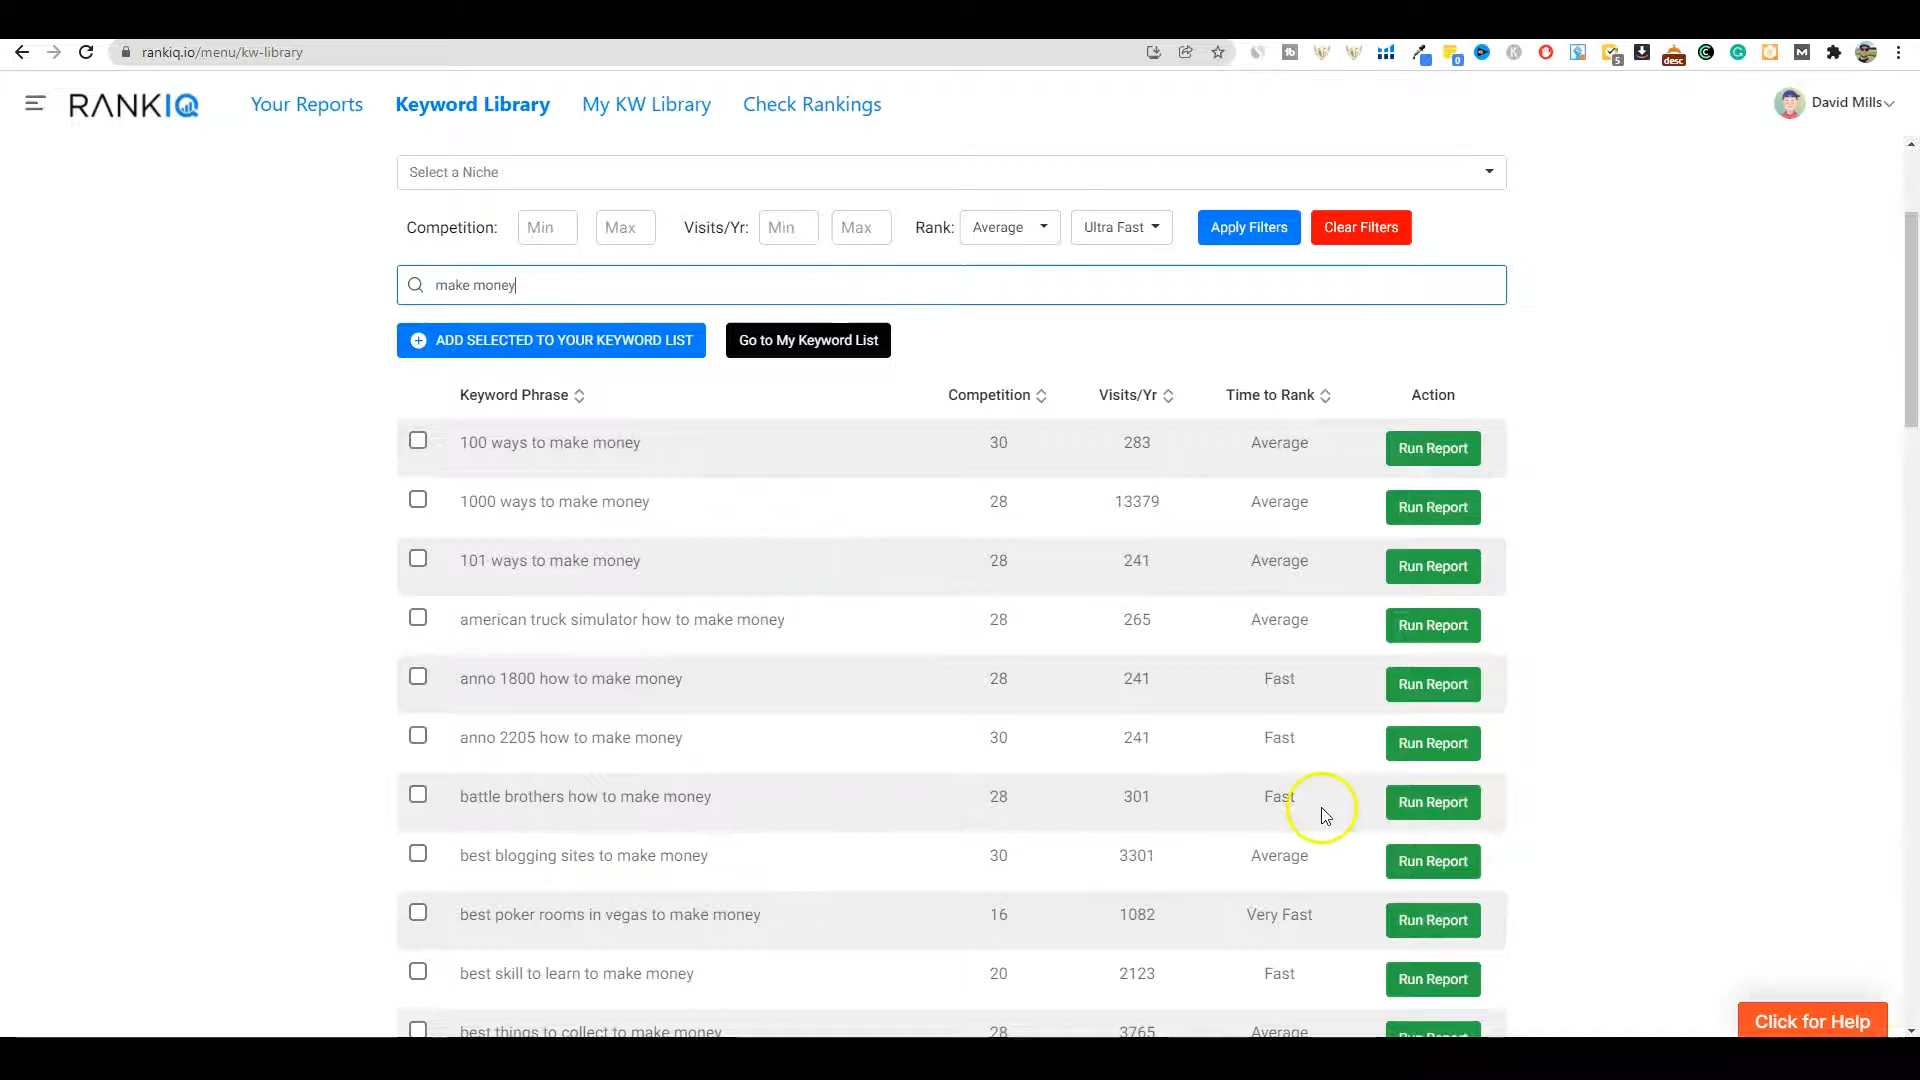 rankiq.io/menu/kw-library
fb
0
K
5
desc
C
G
M
RANKIQ
Your Reports
Keyword Library
My KW Library
Check Rankings
David Mills
Select a Niche
Competition: Min Max Visits/Yr: Min Max Rank: Average Ultra Fast Apply Filters Clear Filters
make money
ADD SELECTED TO YOUR KEYWORD LIST Go to My Keyword List
Keyword Phrase Competition Visits/Yr Time to Rank Action
100 ways to make money 30 283 Average Run Report
1000 ways to make money 28 13379 Average Run Report
101 ways to make money 28 241 Average Run Report
american truck simulator how to make money 28 265 Average Run Report
anno 1800 how to make money 28 241 Fast Run Report
anno 2205 how to make money 30 241 Fast Run Report
battle brothers how to make money 28 301 Fast Run Report
best blogging sites to make money 30 3301 Average Run Report
best poker rooms in vegas to make money 16 1082 Very Fast Run Report
best skill to learn to make money 20 2123 Fast Run Report
best things to collect to make money 28 3765 Average Run Report
Click for Help